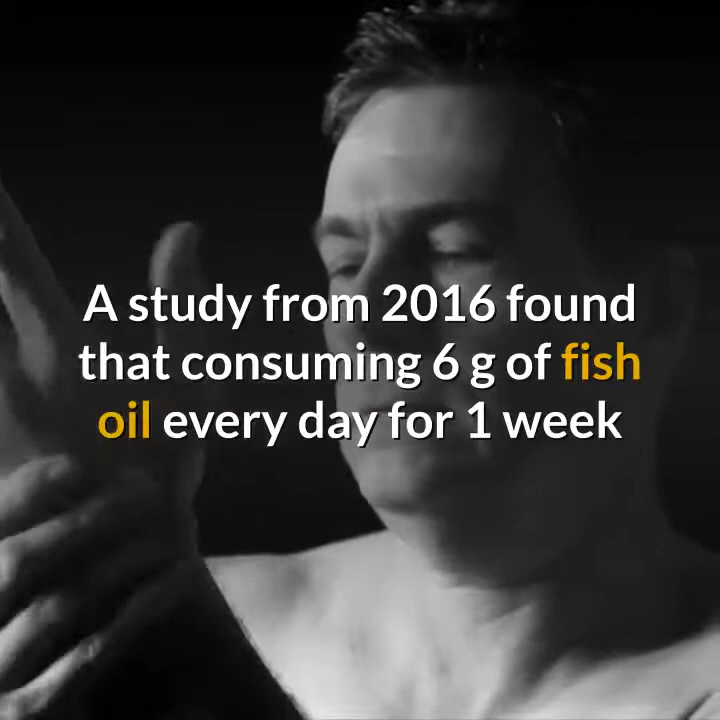 A study from 2016 found
that consuming 6 g of fish
oil every day for 1 week